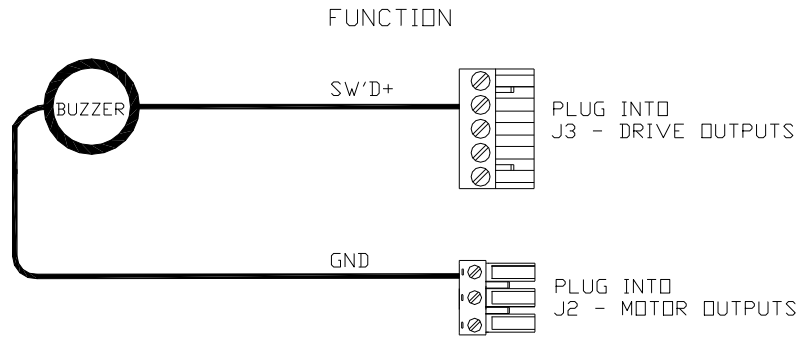 FUNCTION
SW'D+
BUZZER
PLUG INTO
J3 - DRIVE OUTPUTS
GND
PLUG INTO
J2 - MOTOR OUTPUTS